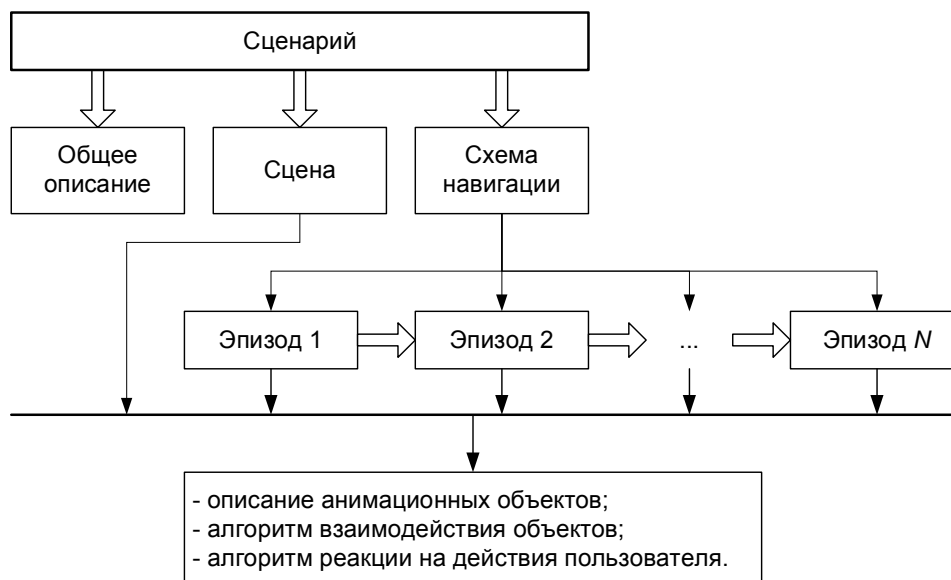 Сценарий
Общее
описание
Сцена
Схема
навигации
Эпизод 1
Эпизод 2
...
Эпизод N
- описание анимационных объектов;
- алгоритм взаимодействия объектов;
- алгоритм реакции на действия пользователя.